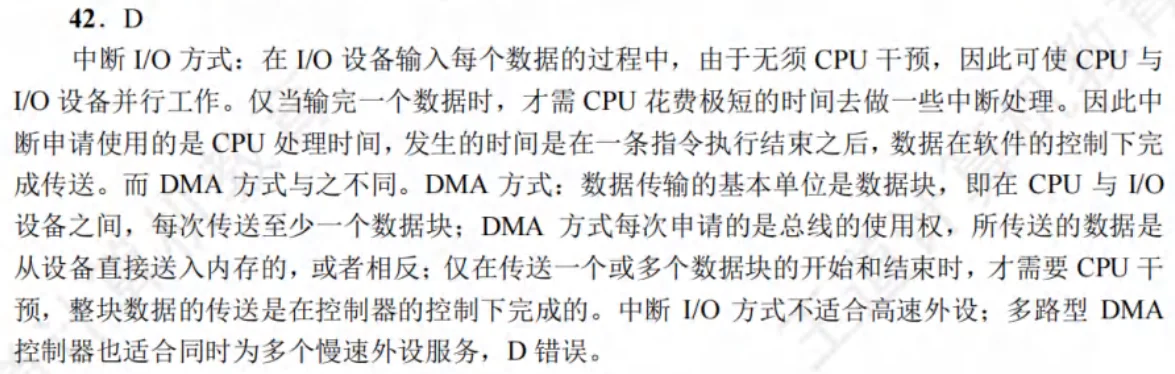 42．D
中断 I/O 方式：在 I/O 设备输入每个数据的过程中，由于无须 CPU 干预，因此可使 CPU 与
I/O 设备并行工作。仅当输完一个数据时，才需 CPU 花费极短的时间去做一些中断处理。因此中
断申请使用的是 CPU 处理时间，发生的时间是在一条指令执行结束之后，数据在软件的控制下完
成传送。而 DMA 方式与之不同。DMA 方式：数据传输的基本单位是数据块，即在 CPU 与 I/O
设备之间，每次传送至少一个数据块；DMA 方式每次申请的是总线的使用权，所传送的数据是
从设备直接送入内存的，或者相反；仅在传送一个或多个数据块的开始和结束时，才需要 CPU 干
预，整块数据的传送是在控制器的控制下完成的。中断 I/O 方式不适合高速外设；多路型 DMA
控制器也适合同时为多个慢速外设服务，D 错误。